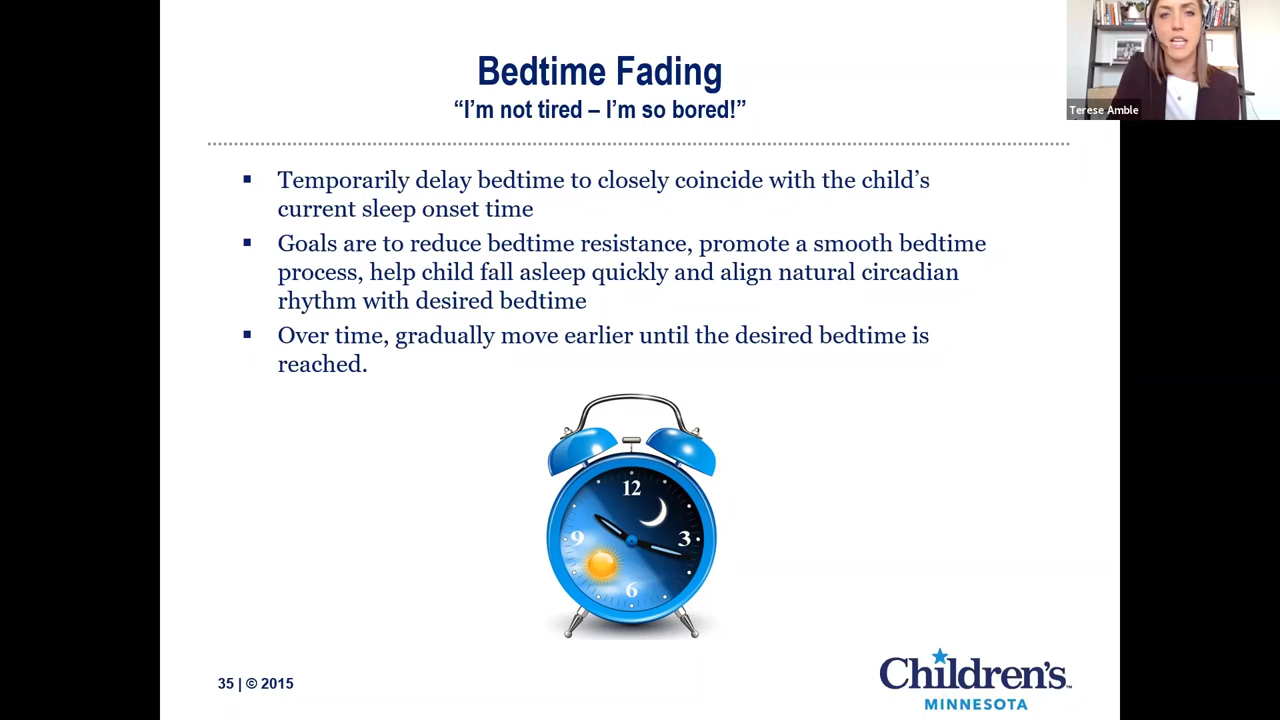 Bedtime Fading
“I’m not tired – I’m so bored!”
▪ Temporarily delay bedtime to closely coincide with the child’s
current sleep onset time
▪ Goals are to reduce bedtime resistance, promote a smooth bedtime
process, help child fall asleep quickly and align natural circadian
rhythm with desired bedtime
▪ Over time, gradually move earlier until the desired bedtime is
reached.
Terese Amble
12
9 3
6
35 | © 2015
Children’s™
MINNESOTA